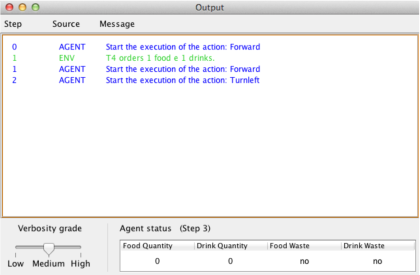 Output
Step Source Message
0 AGENT Start the execution of the action: Forward
1 ENV T4 orders 1 food e 1 drinks.
1 AGENT Start the execution of the action: Forward
2 AGENT Start the execution of the action: Turnleft
Verbosity grade Agent status (Step 3)
Food Quantity Drink Quantity Food Waste Drink Waste
0 0 no no
Low Medium High